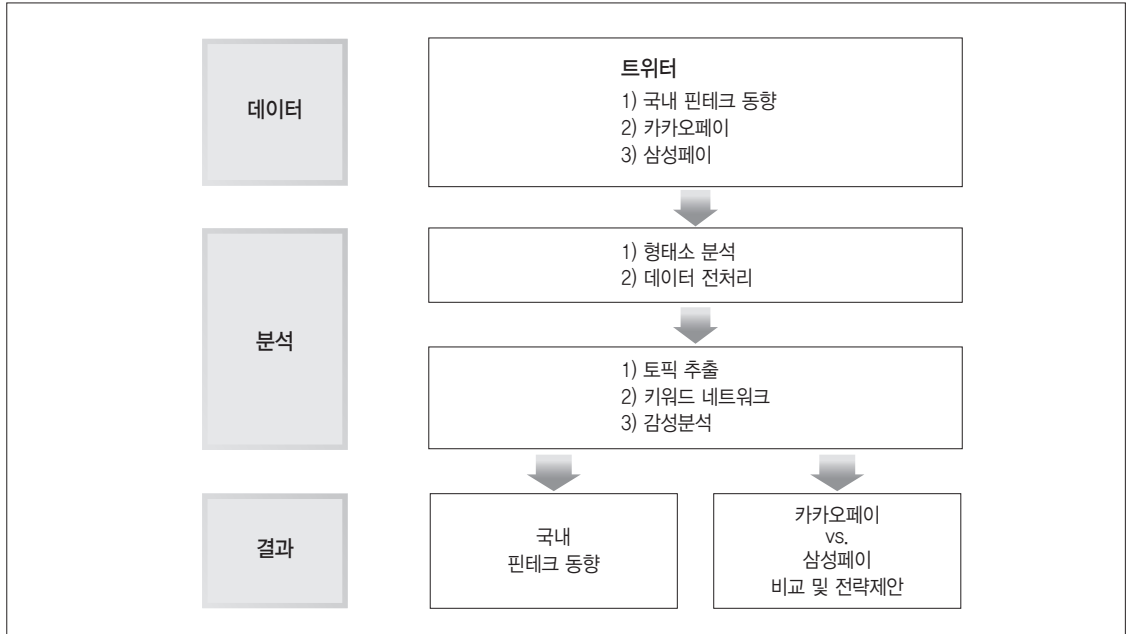 데이터
트위터
1) 국내 핀테크 동향
2) 카카오페이
3) 삼성페이
분석
1) 형태소 분석
2) 데이터 전처리
1) 토픽 추출
2) 키워드 네트워크
3) 감성분석
결과
국내
핀테크 동향
카카오페이
vs.
삼성페이
비교 및 전략제안